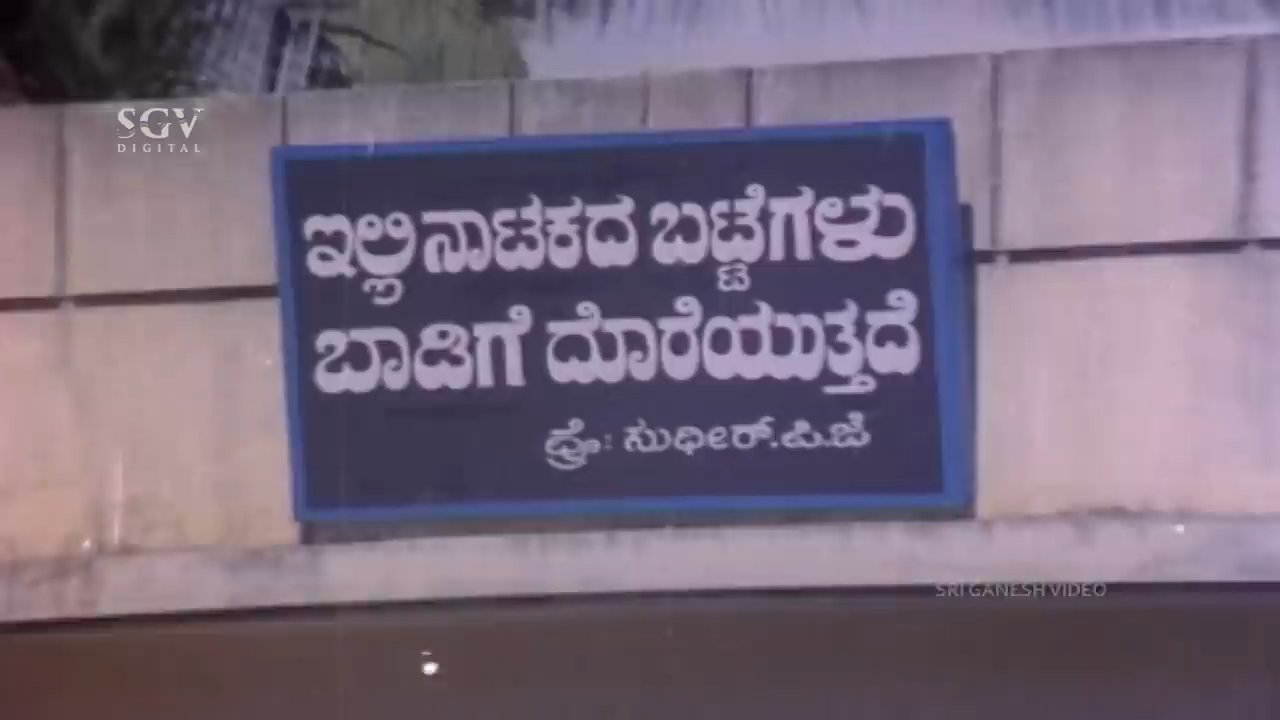 SGV
DIGITAL
ಇಲ್ಲಿ ನಾಟಕದ ಬಟ್ಟೆಗಳು
ಬಾಡಿಗೆ ದೊರೆಯುತ್ತದೆ
ಪ್ರೊ: ಸುಧೀರ್.ಪಿ.ಜಿ
SRI GANESH VIDEO